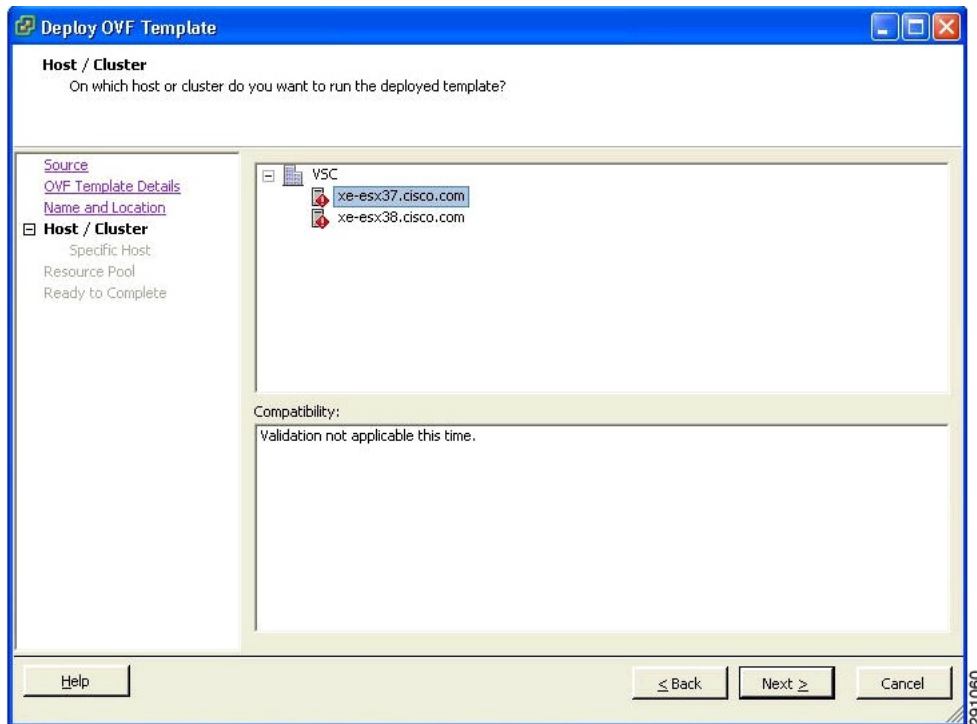 Deploy OVF Template
Host / Cluster
On which host or cluster do you want to run the deployed template?
Source
OVF Template Details
Name and Location
Host / Cluster
Specific Host
Resource Pool
Ready to Complete
VSC
xe-esx37.cisco.com
xe-esx38.cisco.com
Compatibility:
Validation not applicable this time.
Help
< Back
Next >
Cancel